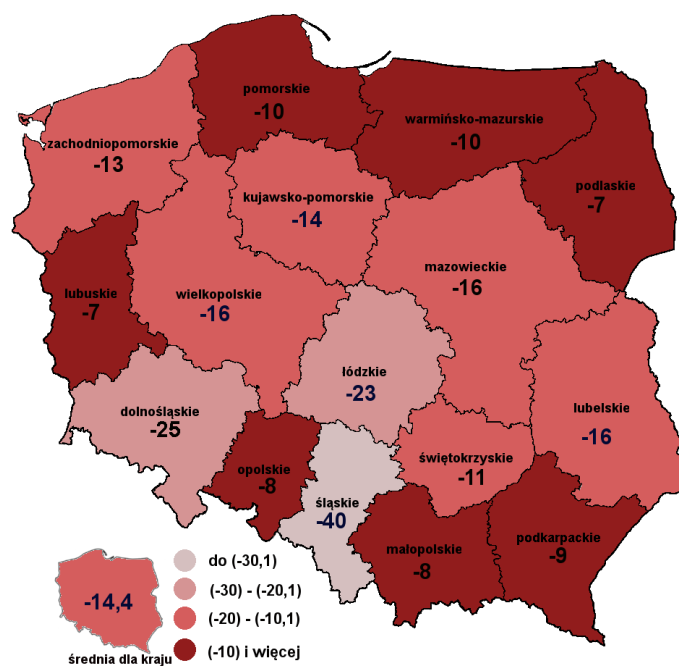 pomorskie
-10
warmińsko-mazurskie
-10
zachodniopomorskie
-13
podlaskie
-7
kujawsko-pomorskie
-14
mazowieckie
-16
lubuskie
-7
wielkopolskie
-16
łódzkie
-23
dolnośląskie
-25
lubelskie
-16
opolskie
-8
świętokrzyskie
-11
śląskie
-40
małopolskie
-8
podkarpackie
-9
-14,4
średnia dla kraju
do (-30,1)
(-30) - (-20,1)
(-20) - (-10,1)
(-10) i więcej